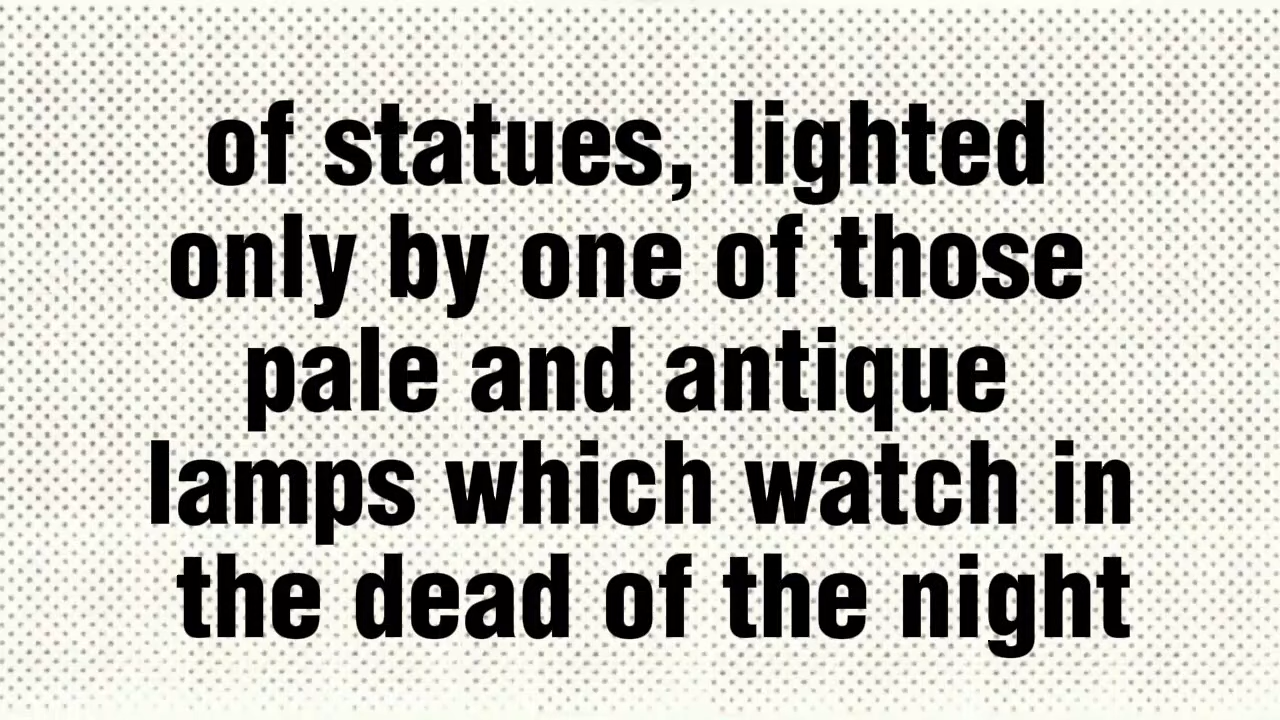 of statues, lighted
only by one of those
pale and antique
lamps which watch in
the dead of the night